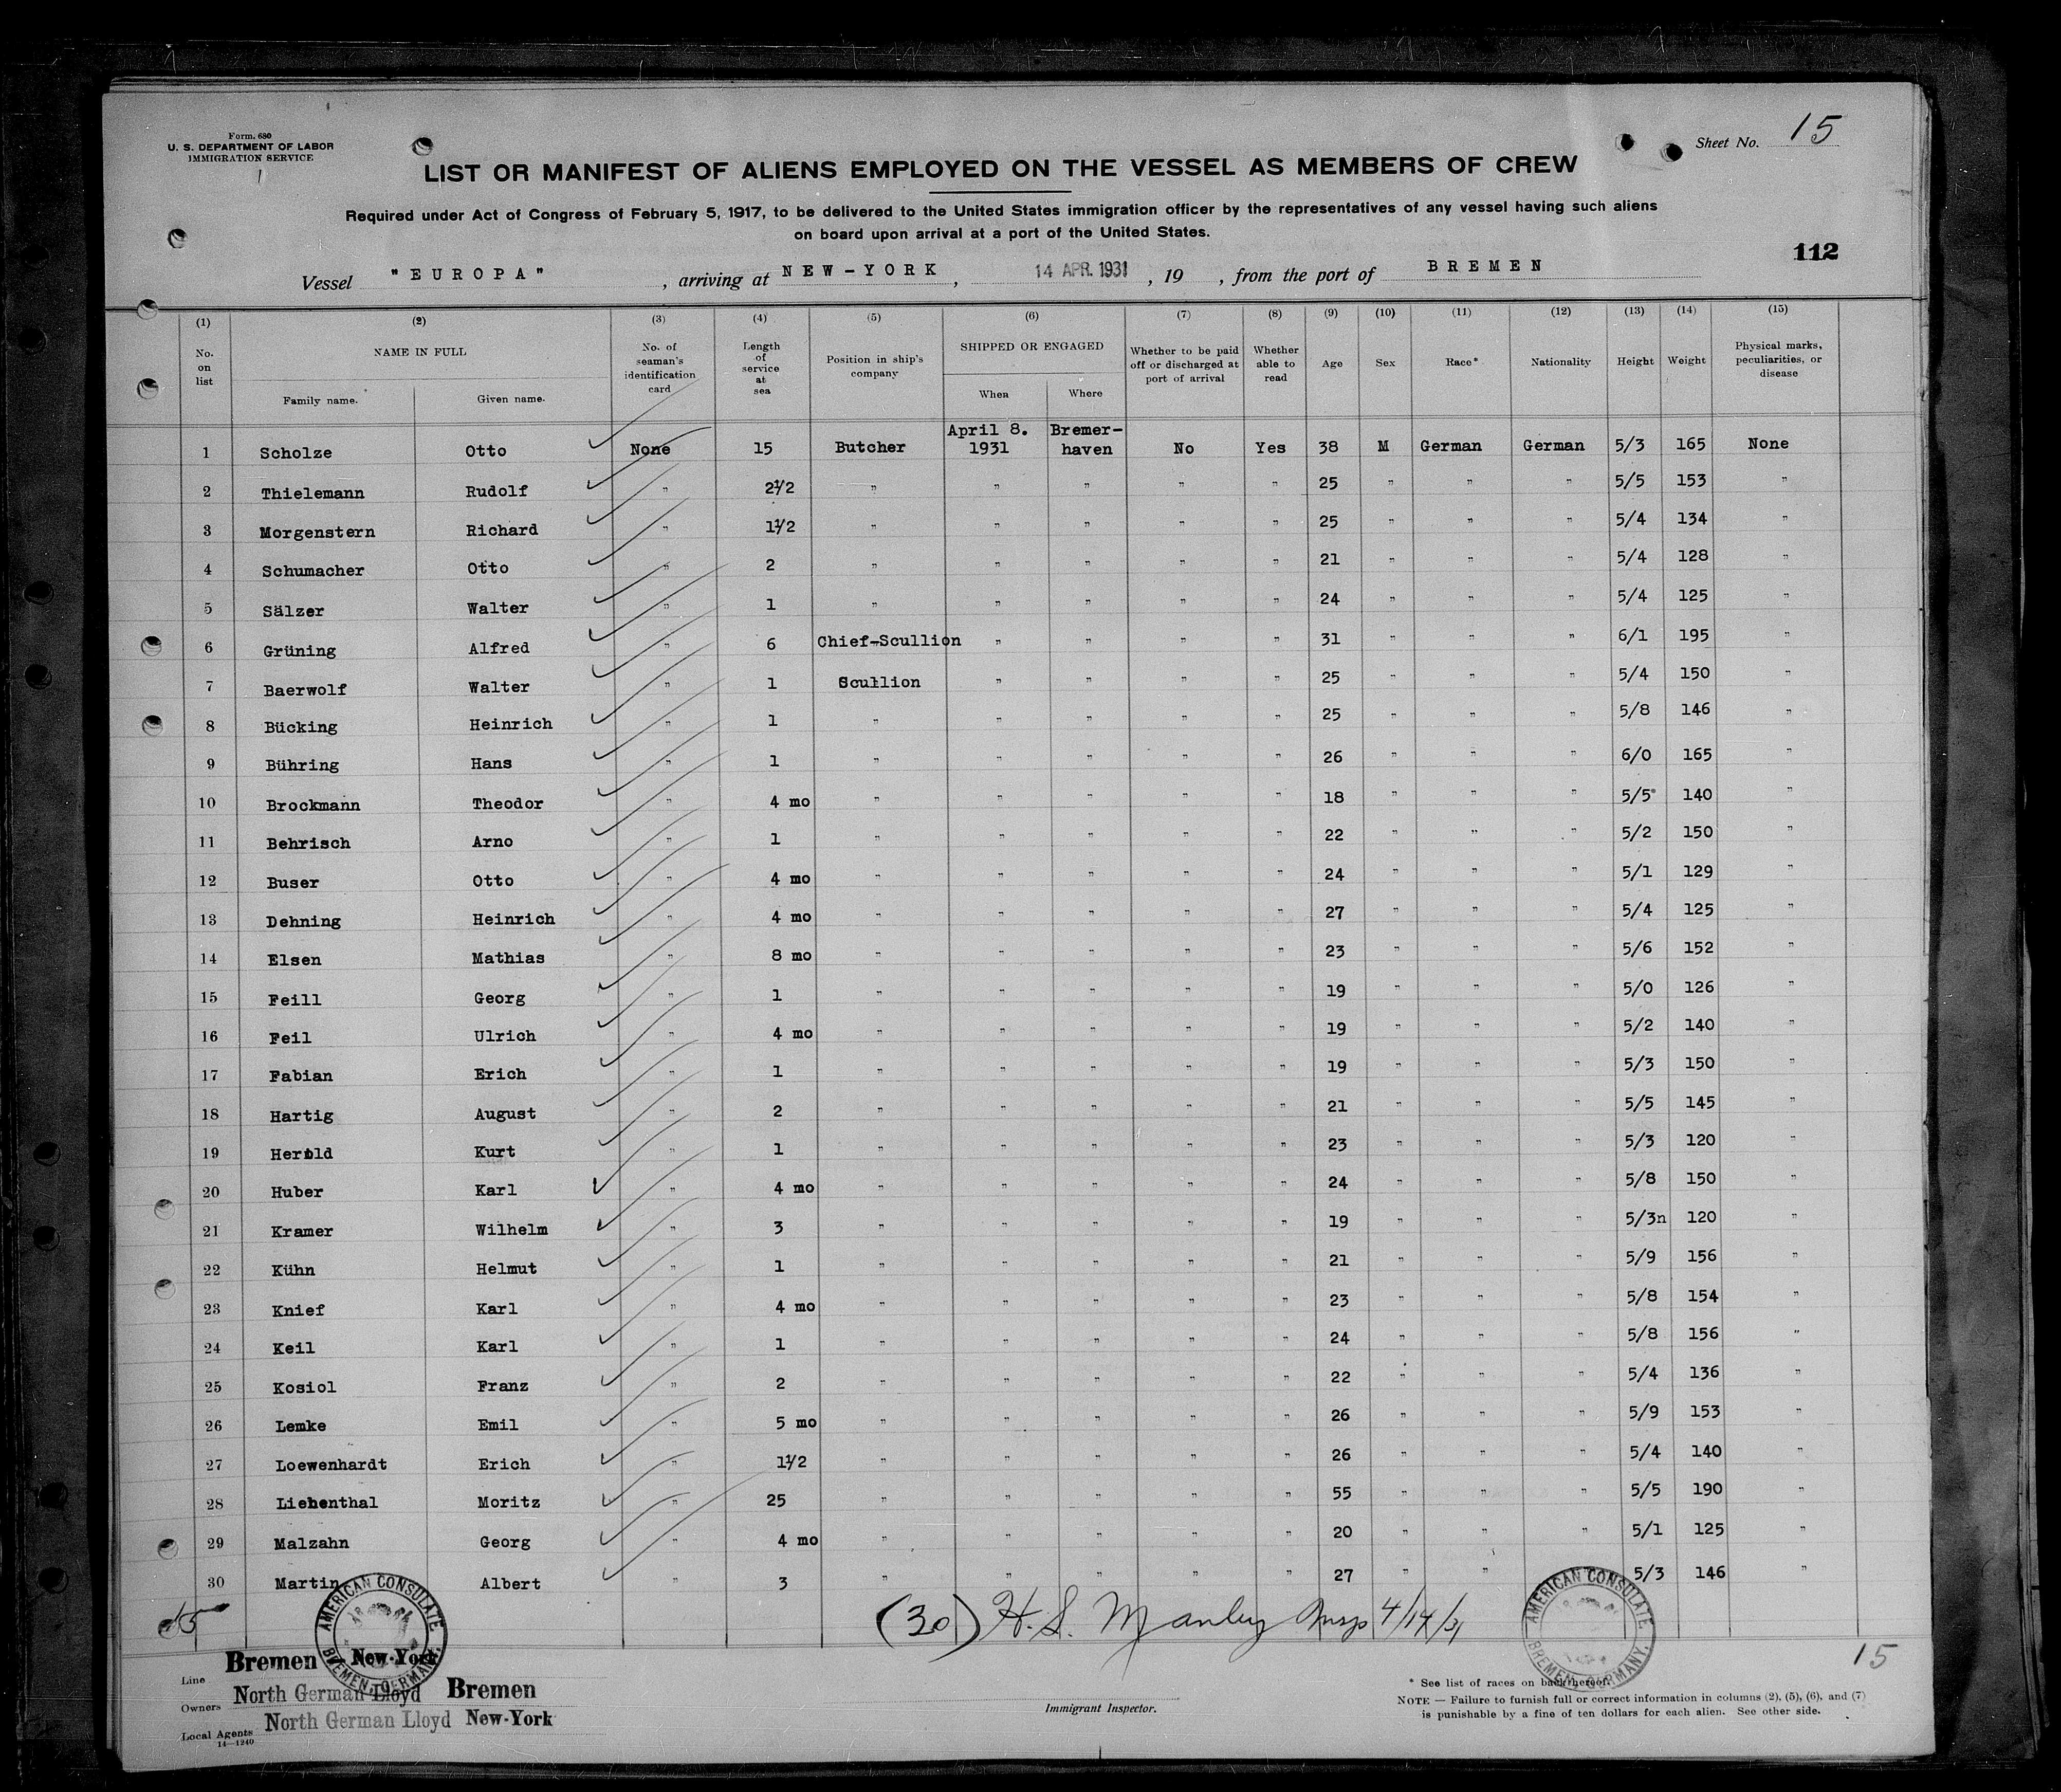 Form. 680
U. S. DEPARTMENT OF LABOR
IMMIGRATION SERVICE
Sheet No. 15
LIST OR MANIFEST OF ALIENS EMPLOYED ON THE VESSEL AS MEMBERS OF CREW
Required under Act of Congress of February 5, 1917, to be delivered to the United States immigration officer by the representatives of any vessel having such aliens
on board upon arrival at a port of the United States.
112
Vessel "EUROPA" , arriving at NEW-YORK , 14 APR. 1931 , 19 , from the port of BREMEN
(1) (2) (3) (4) (5) (6) (7) (8) (9) (10) (11) (12) (13) (14) (15)
No. on list NAME IN FULL Family name. Given name. No. of seaman's identification card Length of service at sea Position in ship's company SHIPPED OR ENGAGED When Where Whether to be paid off or discharged at port of arrival Whether able to read Age Sex Race* Nationality Height Weight Physical marks, peculiarities, or disease
1 Scholze Otto None 15 Butcher April 8. 1931 Bremer-haven No Yes 38 M German German 5/3 165 None
2 Thielemann Rudolf " 2½ " " " " " 25 " " " 5/5 153 "
3 Morgenstern Richard " 1½ " " " " " 25 " " " 5/4 134 "
4 Schumacher Otto " 2 " " " " " 21 " " " 5/4 128 "
5 Sälzer Walter " 1 " " " " " 24 " " " 5/4 125 "
6 Grüning Alfred " 6 Chief-Scullion " " " " 31 " " " 6/1 195 "
7 Baerwolf Walter " 1 Scullion " " " " 25 " " " 5/4 150 "
8 Bücking Heinrich " 1 " " " " " 25 " " " 5/8 146 "
9 Bühring Hans " 1 " " " " " 26 " " " 6/0 165 "
10 Brockmann Theodor " 4 mo " " " " " 18 " " " 5/5" 140 "
11 Behrisch Arno " 1 " " " " " 22 " " " 5/2 150 "
12 Buser Otto " 4 mo " " " " " 24 " " " 5/1 129 "
13 Dehning Heinrich " 4 mo " " " " " 27 " " " 5/4 125 "
14 Elsen Mathias " 8 mo " " " " " 23 " " " 5/6 152 "
15 Feill Georg " 1 " " " " " 19 " " " 5/0 126 "
16 Feil Ulrich " 4 mo " " " " " 19 " " " 5/2 140 "
17 Fabian Erich " 1 " " " " " 19 " " " 5/3 150 "
18 Hartig August " 2 " " " " " 21 " " " 5/5 145 "
19 Herold Kurt " 1 " " " " " 23 " " " 5/3 120 "
20 Huber Karl " 4 mo " " " " " 24 " " " 5/8 150 "
21 Kramer Wilhelm " 3 " " " " " 19 " " " 5/3n 120 "
22 Kühn Helmut " 1 " " " " " 21 " " " 5/9 156 "
23 Knief Karl " 4 mo " " " " " 23 " " " 5/8 154 "
24 Keil Karl " 1 " " " " " 24 " " " 5/8 156 "
25 Kosiol Franz " 2 " " " " " 22 " " " 5/4 136 "
26 Lemke Emil " 5 mo " " " " " 26 " " " 5/9 153 "
27 Loewenhardt Erich " 1½ " " " " " 26 " " " 5/4 140 "
28 Liebenthal Moritz " 25 " " " " " 55 " " " 5/5 190 "
29 Malzahn Georg " 4 mo " " " " " 20 " " " 5/1 125 "
30 Martin Albert " 3 " " " " " 27 " " " 5/3 146 "
15
(30) H. S. Manley Insp 4/14/31
AMERICAN CONSULATE BREMEN, GERMANY.
AMERICAN CONSULATE BREMEN, GERMANY.
15
Line Bremen - New-York
Owners North German Lloyd Bremen
Local Agents North German Lloyd New-York
14—1240
Immigrant Inspector.
* See list of races on back hereof.
NOTE — Failure to furnish full or correct information in columns (2), (5), (6), and (7)
is punishable by a fine of ten dollars for each alien. See other side.